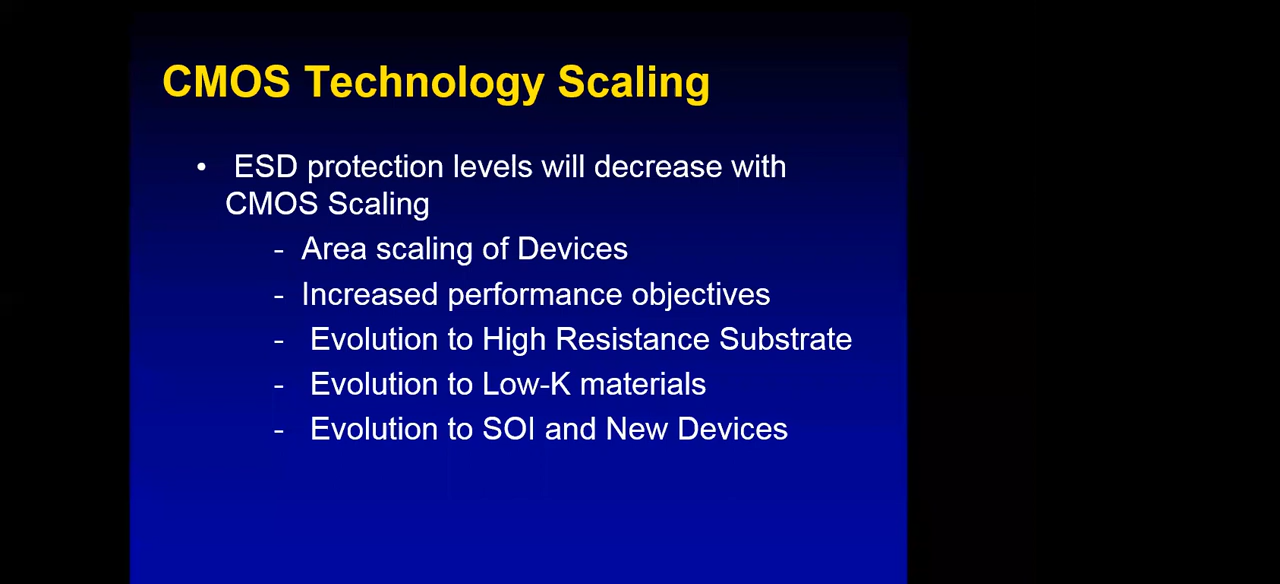 CMOS Technology Scaling
• ESD protection levels will decrease with
CMOS Scaling
- Area scaling of Devices
- Increased performance objectives
- Evolution to High Resistance Substrate
- Evolution to Low-K materials
- Evolution to SOI and New Devices